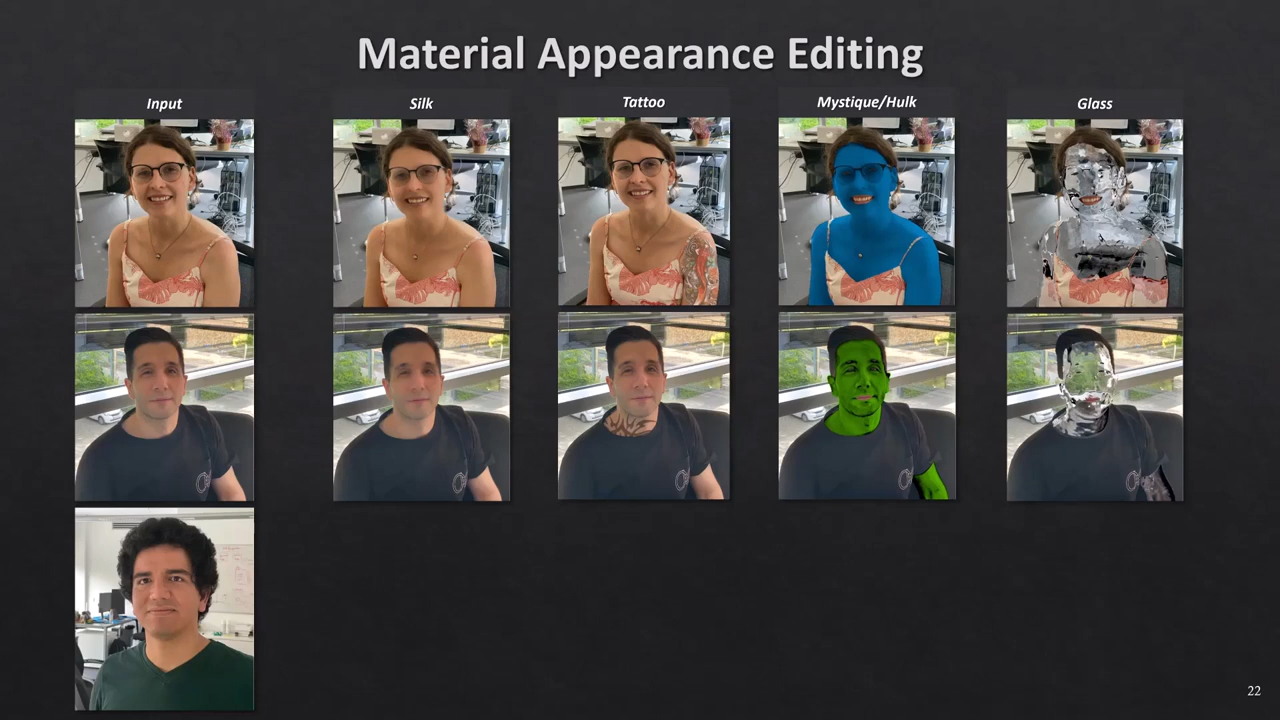 Material Appearance Editing
Input
Silk
Tattoo
Mystique/Hulk
Glass
22